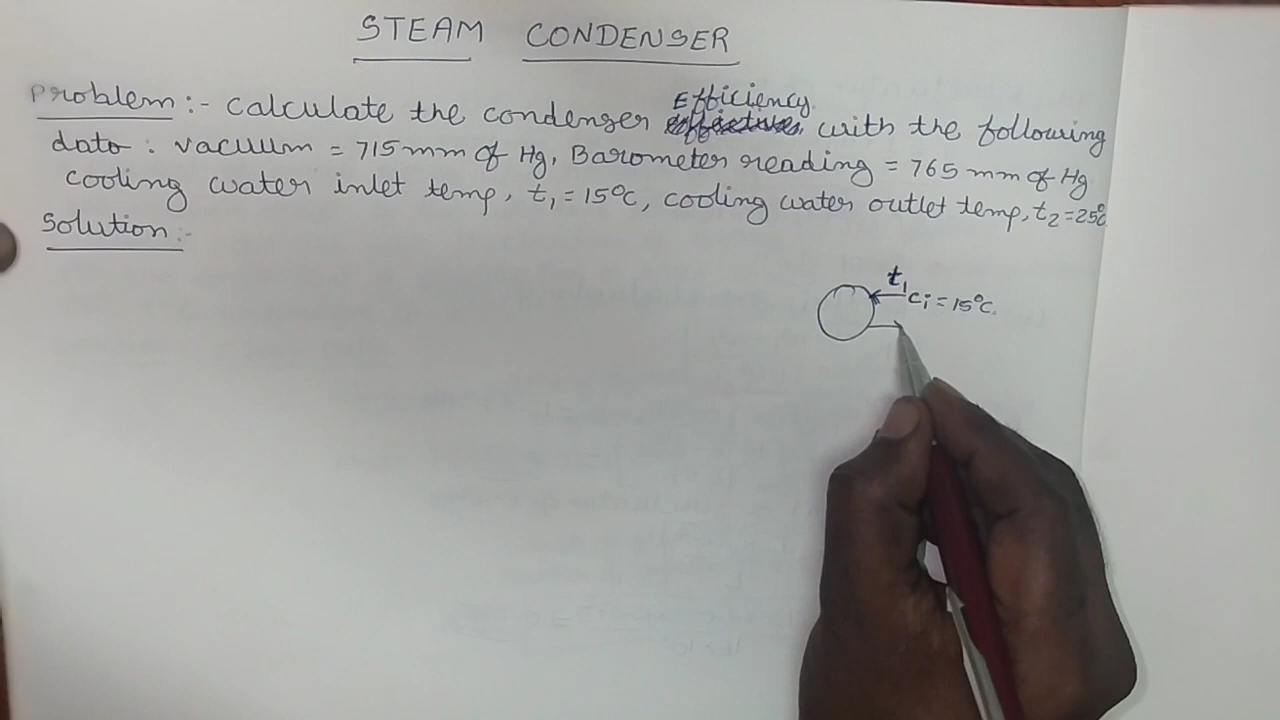 STEAM CONDENSER
Problem:- Calculate the condenser Efficiency with the following
data: vacuum = 715 mm of Hg, Barometer reading = 765 mm of Hg
cooling water inlet temp, t₁ = 15°C, cooling water outlet temp, t₂ = 25°C
Solution:-
t₁
Ci = 15°C.